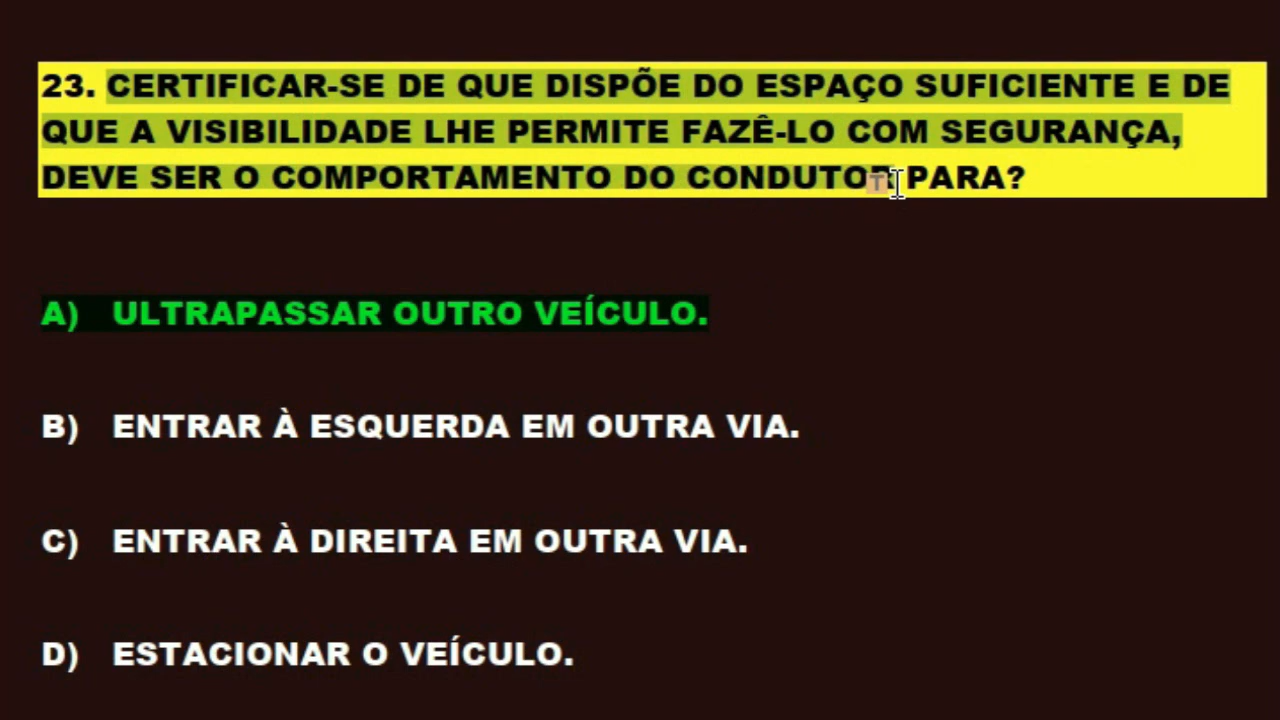 23. CERTIFICAR-SE DE QUE DISPÕE DO ESPAÇO SUFICIENTE E DE
QUE A VISIBILIDADE LHE PERMITE FAZÊ-LO COM SEGURANÇA,
DEVE SER O COMPORTAMENTO DO CONDUTOR PARA?
A) ULTRAPASSAR OUTRO VEÍCULO.
B) ENTRAR À ESQUERDA EM OUTRA VIA.
C) ENTRAR À DIREITA EM OUTRA VIA.
D) ESTACIONAR O VEÍCULO.